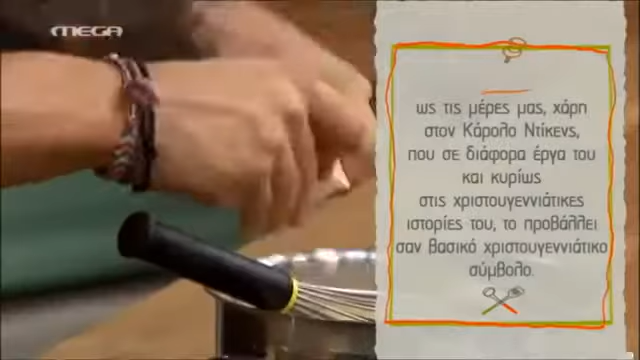 MEGA
ως τις μέρες μας, χάρη
στον Κάρολο Ντίκενς,
που σε διάφορα έργα του
και κυρίως
στις χριστουγεννιάτικες
ιστορίες του, το προβάλλει
σαν βασικό χριστουγεννιάτικο
σύμβολο.